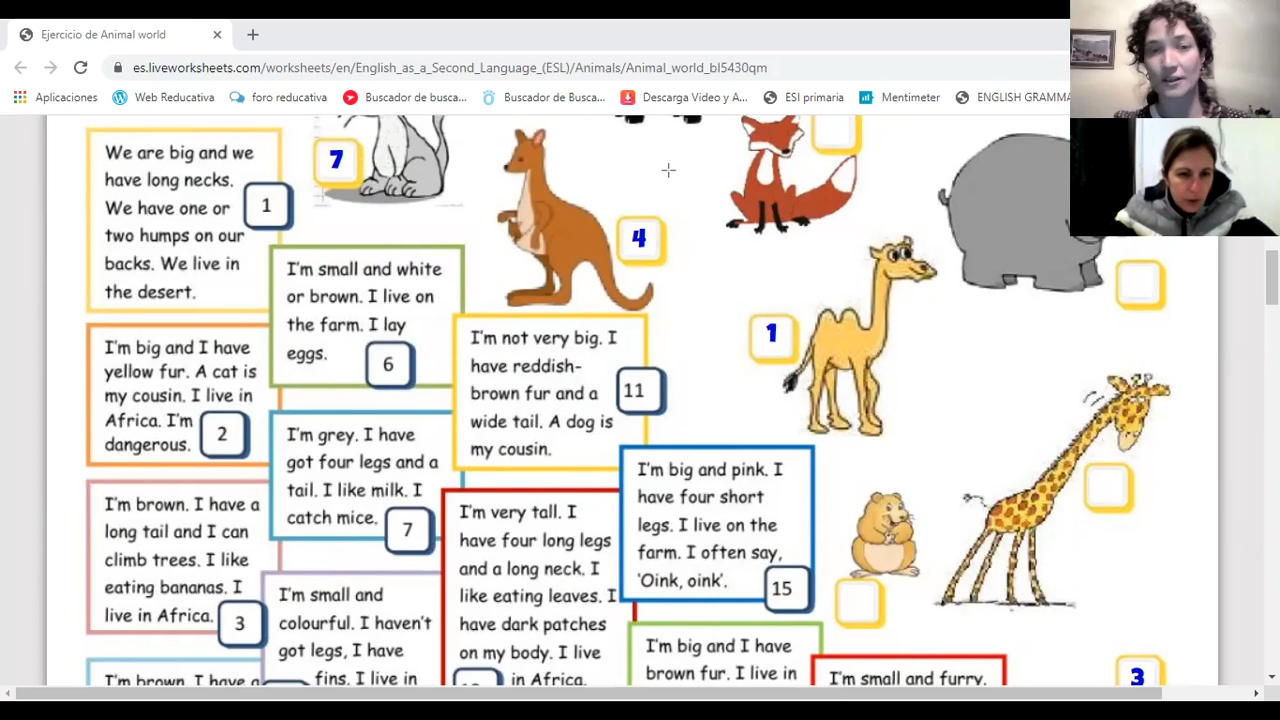 Ejercicio de Animal world
es.liveworksheets.com/worksheets/en/English_as_a_Second_Language_(ESL)/Animals/Animal_world_bl5430qm
Aplicaciones
Web Reducativa
foro reducativa
Buscador de busca...
Buscador de Busca...
Descarga Video y A...
ESI primaria
Mentimeter
ENGLISH GRAMMA
We are big and we
have long necks.
We have one or
two humps on our
backs. We live in
the desert.
1
7
4
1
3
I'm small and white
or brown. I live on
the farm. I lay
eggs.
6
I'm not very big. I
have reddish-
brown fur and a
wide tail. A dog is
my cousin.
11
I'm big and I have
yellow fur. A cat is
my cousin. I live in
Africa. I'm
dangerous.
2
I'm grey. I have
got four legs and a
tail. I like milk. I
catch mice.
7
I'm big and pink. I
have four short
legs. I live on the
farm. I often say,
'Oink, oink'.
15
I'm brown. I have a
long tail and I can
climb trees. I like
eating bananas. I
live in Africa.
3
I'm small and
colourful. I haven't
got legs, I have
fins. I live in
I'm very tall. I
have four long legs
and a long neck. I
like eating leaves. I
have dark patches
on my body. I live
in Africa.
I'm big and I have
brown fur. I live in
I'm small and furry.
I'm brown. I have a